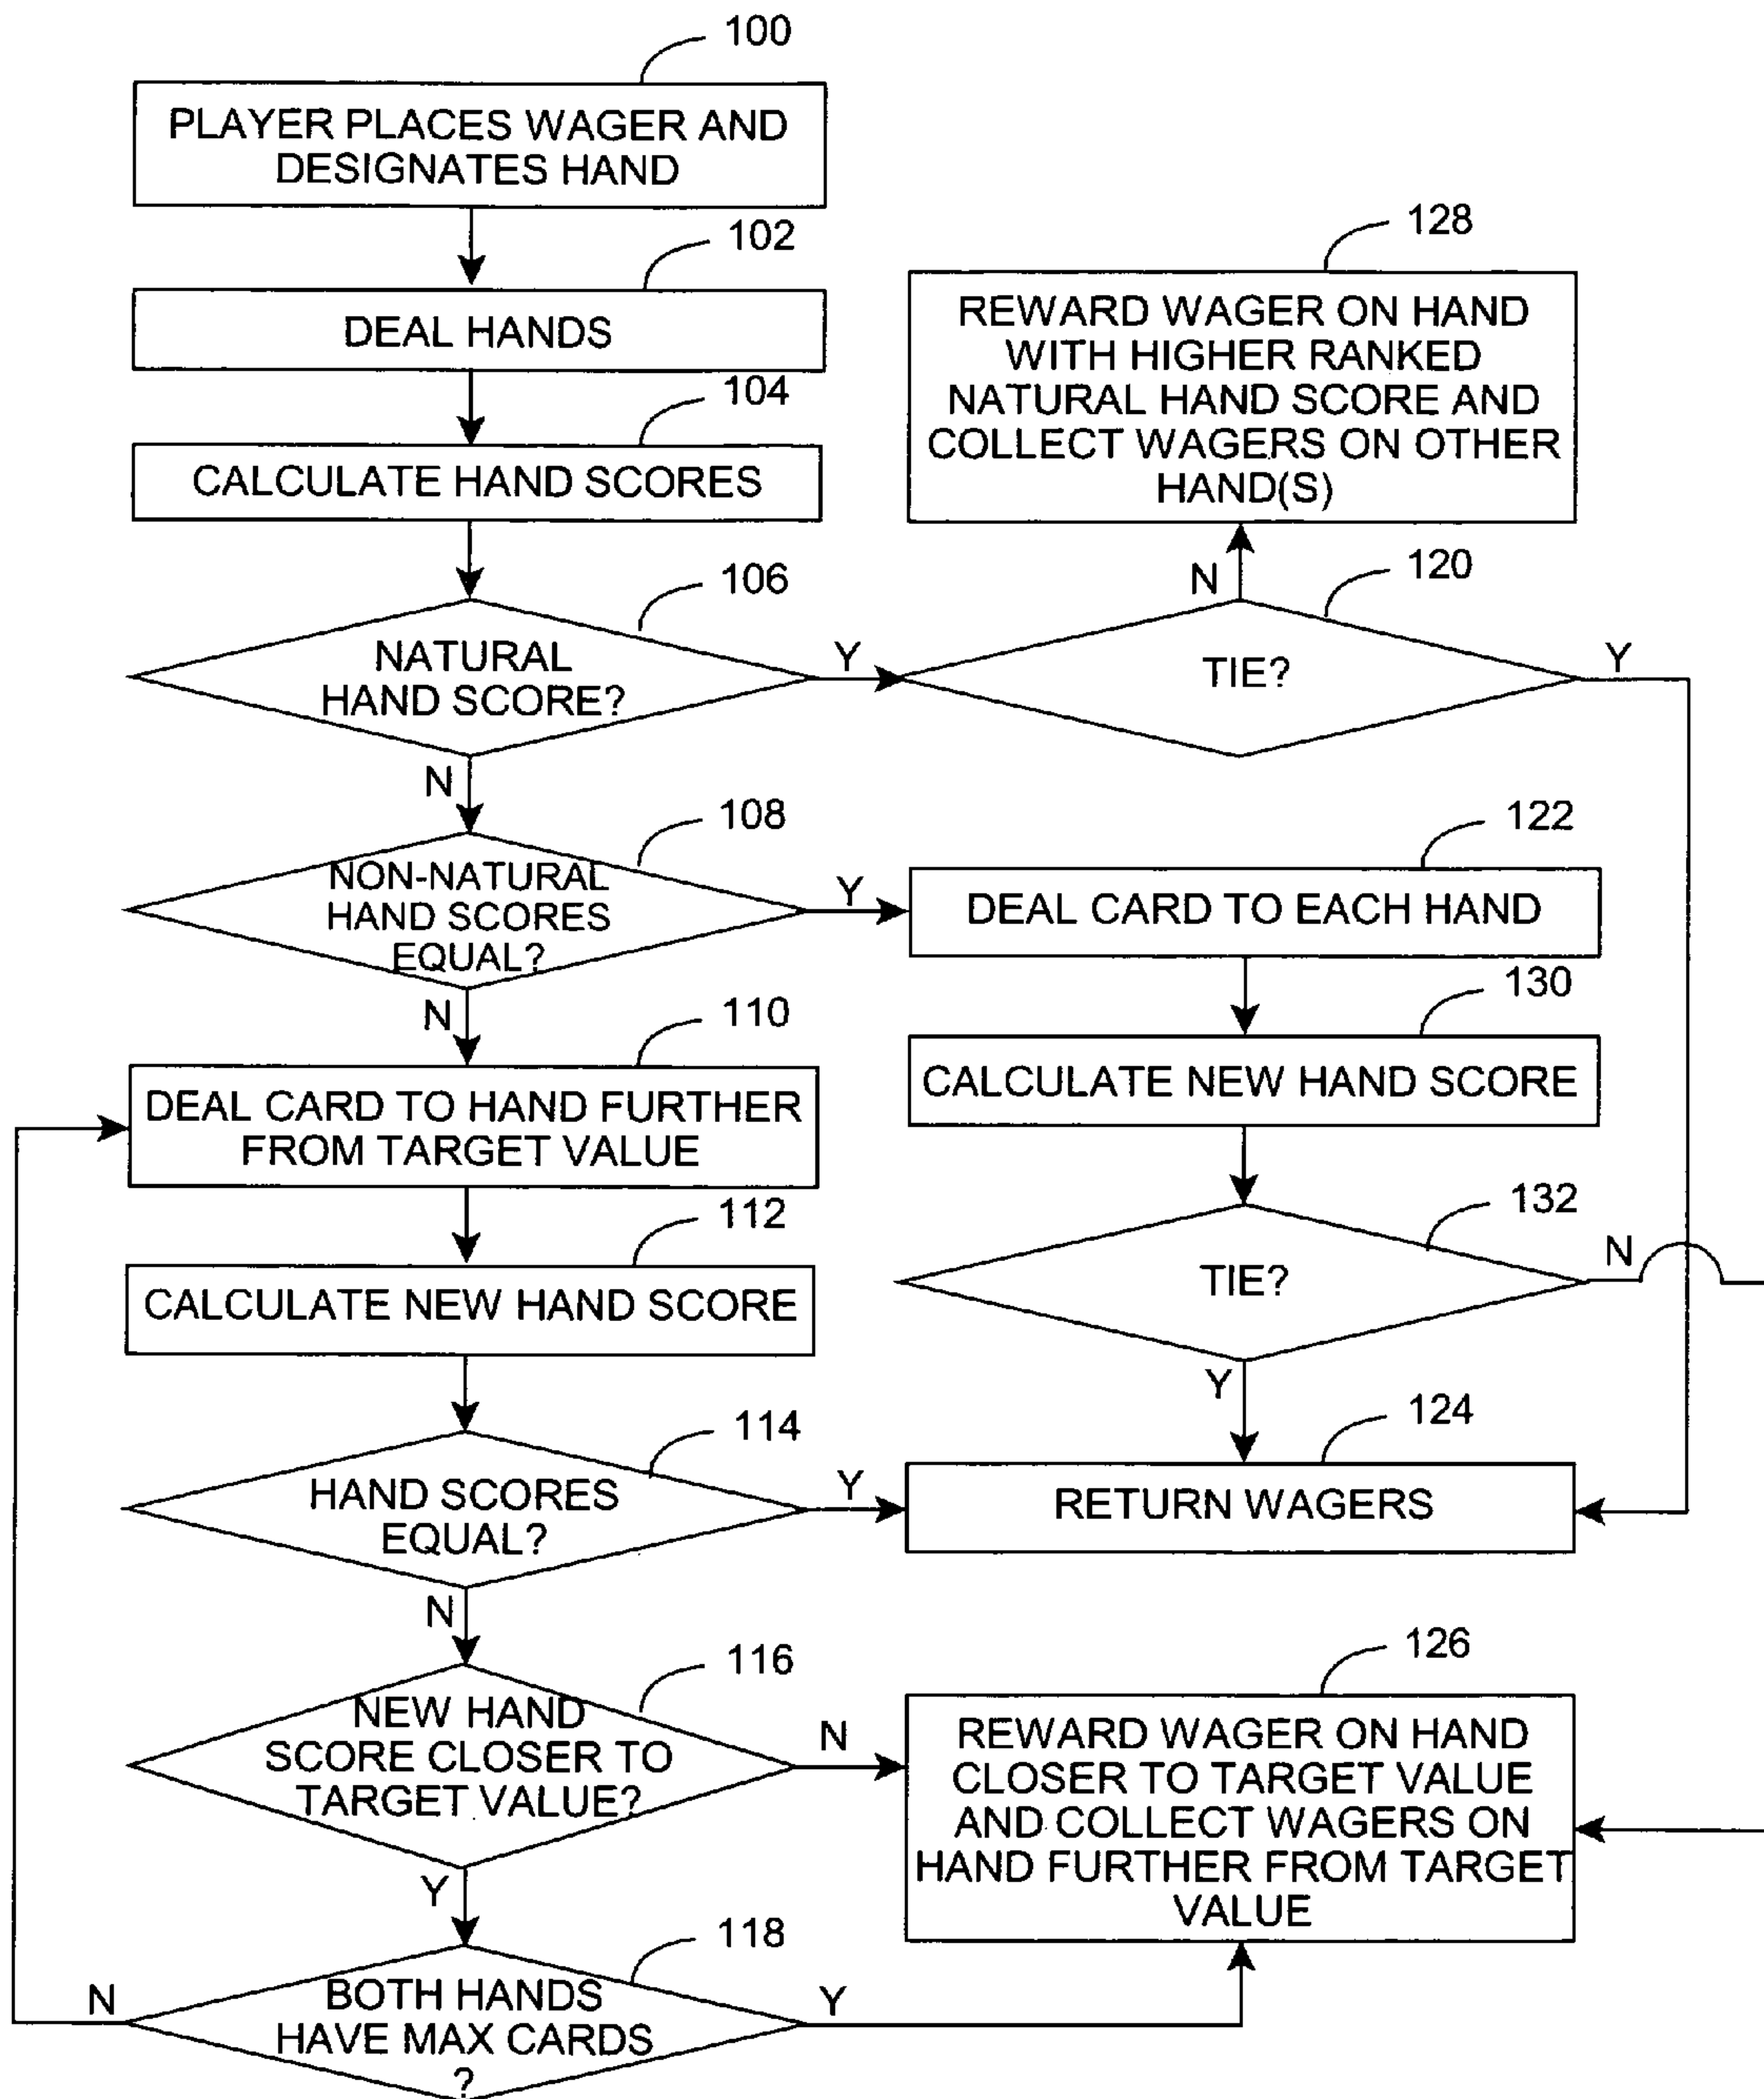 100
PLAYER PLACES WAGER AND
DESIGNATES HAND
102
DEAL HANDS
104
CALCULATE HAND SCORES
106
NATURAL
HAND SCORE?
Y
N
128
REWARD WAGER ON HAND
WITH HIGHER RANKED
NATURAL HAND SCORE AND
COLLECT WAGERS ON OTHER
HAND(S)
N
120
TIE?
Y
108
NON-NATURAL
HAND SCORES
EQUAL?
Y
N
122
DEAL CARD TO EACH HAND
130
CALCULATE NEW HAND SCORE
132
TIE?
N
Y
110
DEAL CARD TO HAND FURTHER
FROM TARGET VALUE
112
CALCULATE NEW HAND SCORE
114
HAND SCORES
EQUAL?
Y
N
124
RETURN WAGERS
116
NEW HAND
SCORE CLOSER TO
TARGET VALUE?
N
Y
126
REWARD WAGER ON HAND
CLOSER TO TARGET VALUE
AND COLLECT WAGERS ON
HAND FURTHER FROM TARGET
VALUE
118
BOTH HANDS
HAVE MAX CARDS
?
N
Y